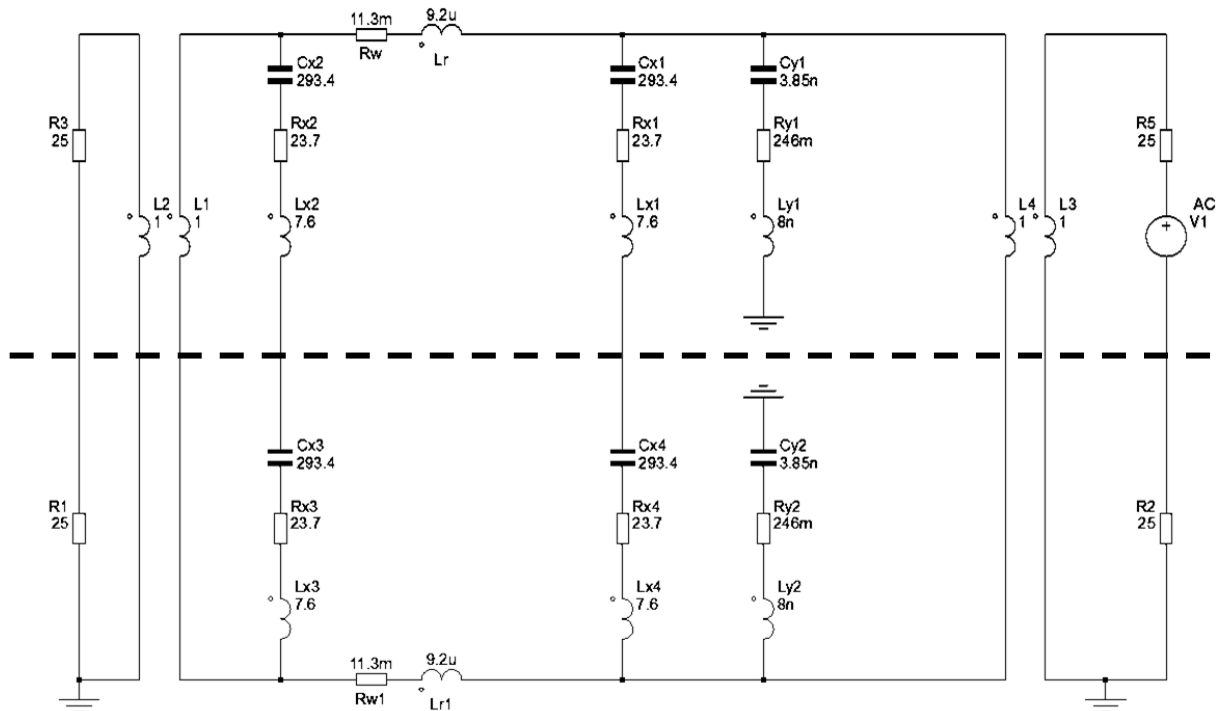 11.3m
9.2u
Rw
Lr
Cx2
293.4
Cx1
293.4
Cy1
3.85n
R3
25
Rx2
23.7
Rx1
23.7
Ry1
246m
R5
25
L2
1
L1
1
Lx2
7.6
Lx1
7.6
Ly1
8n
L4
1
L3
1
AC
V1
Cx3
293.4
Cx4
293.4
Cy2
3.85n
R1
25
Rx3
23.7
Rx4
23.7
Ry2
246m
R2
25
Lx3
7.6
Lx4
7.6
Ly2
8n
11.3m
9.2u
Rw1
Lr1